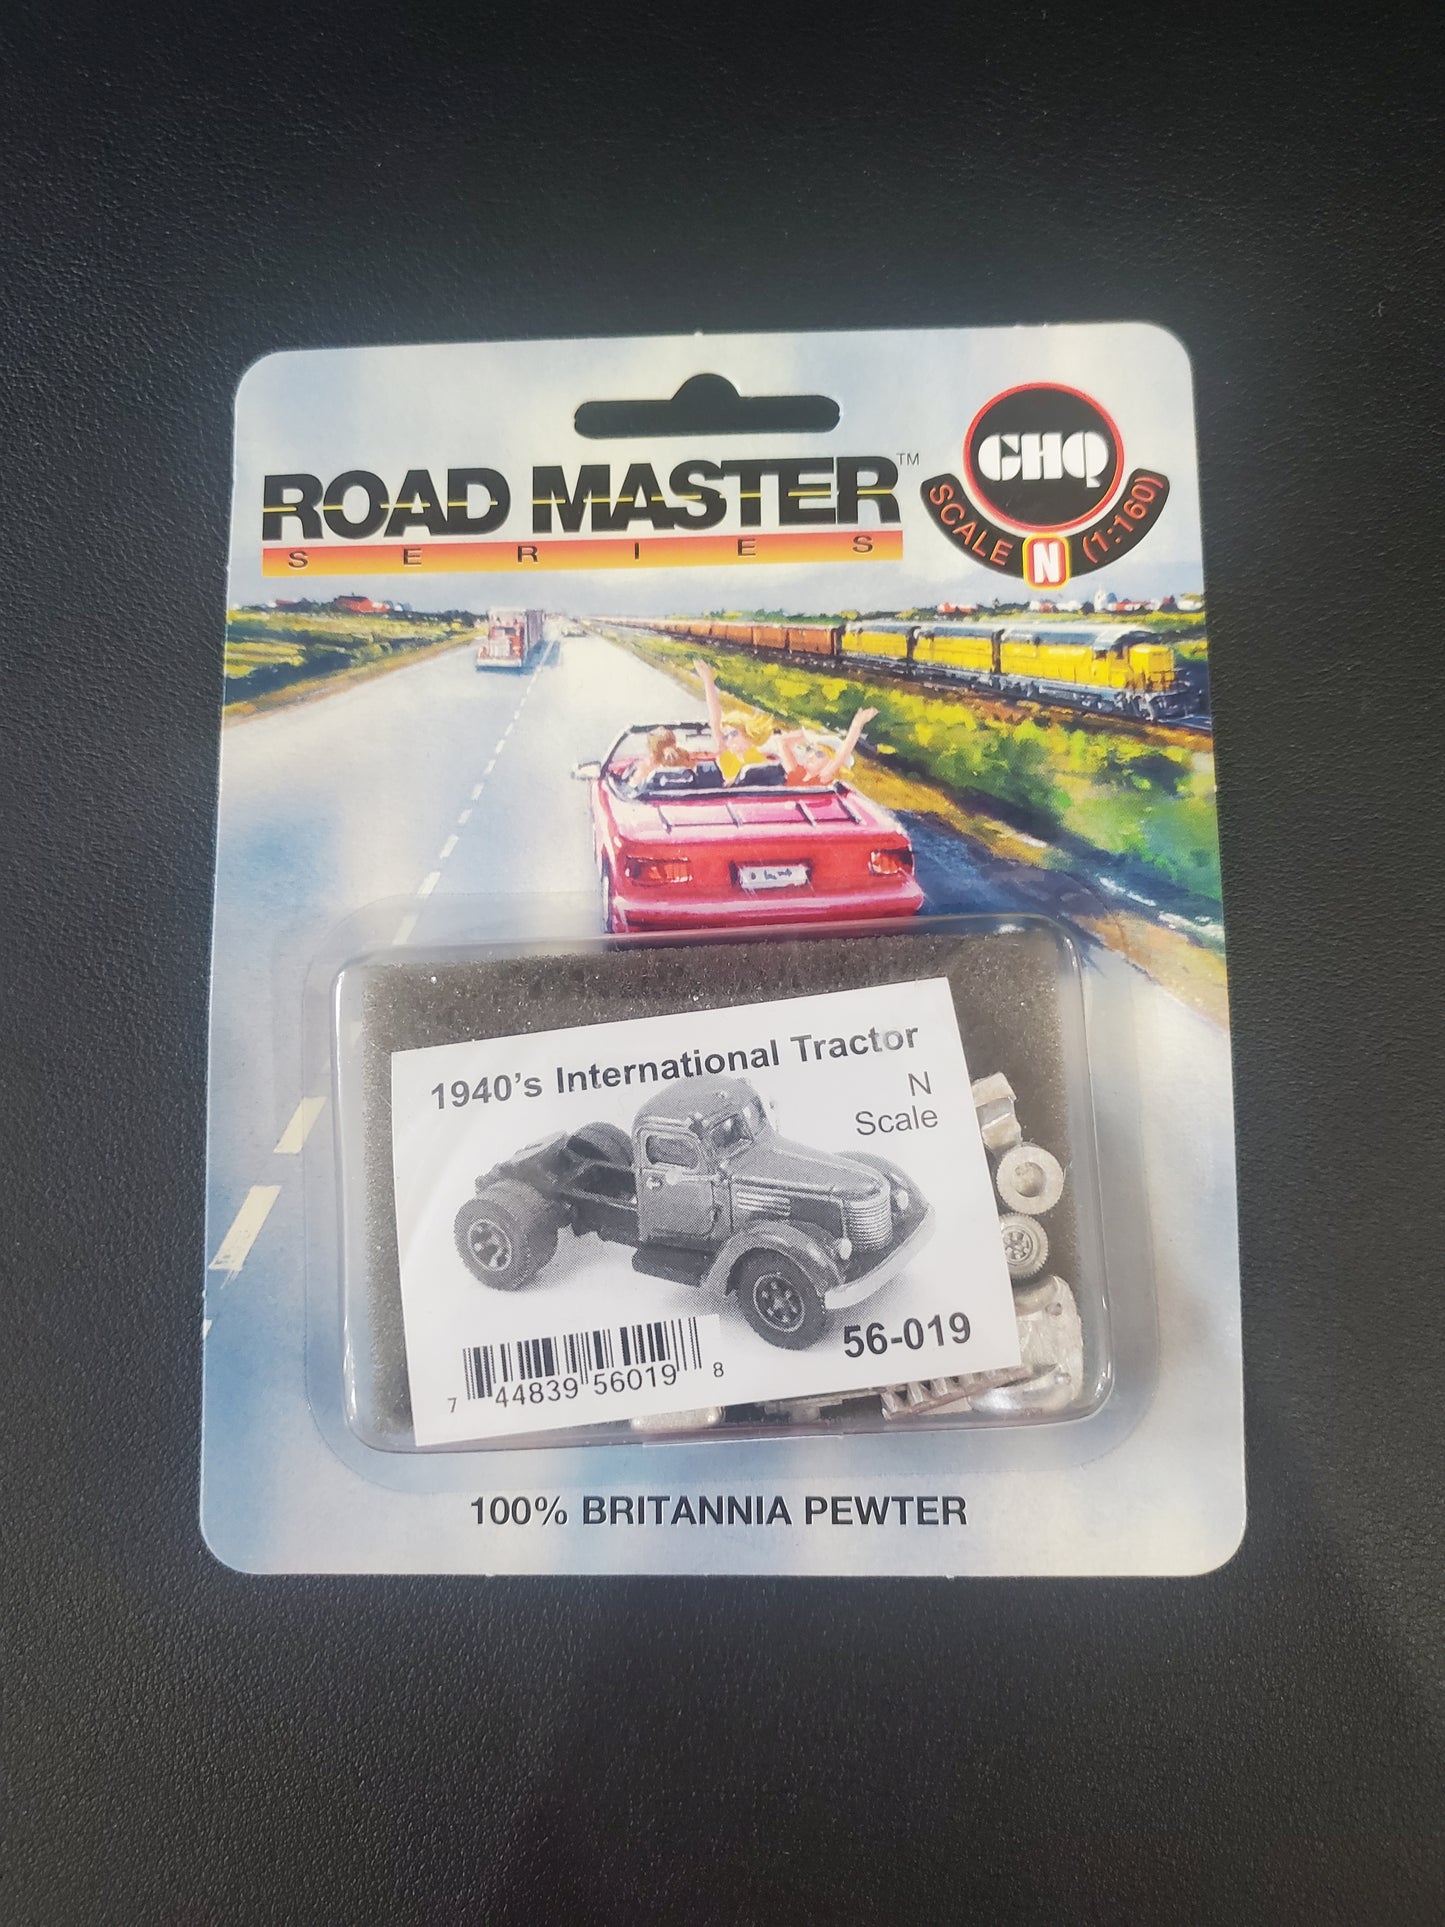 ROAD MASTER™
SERIES
GHQ
SCALE N (1:160)
1940's International Tractor
N
Scale
56-019
7 44839 56019 8
100% BRITANNIA PEWTER